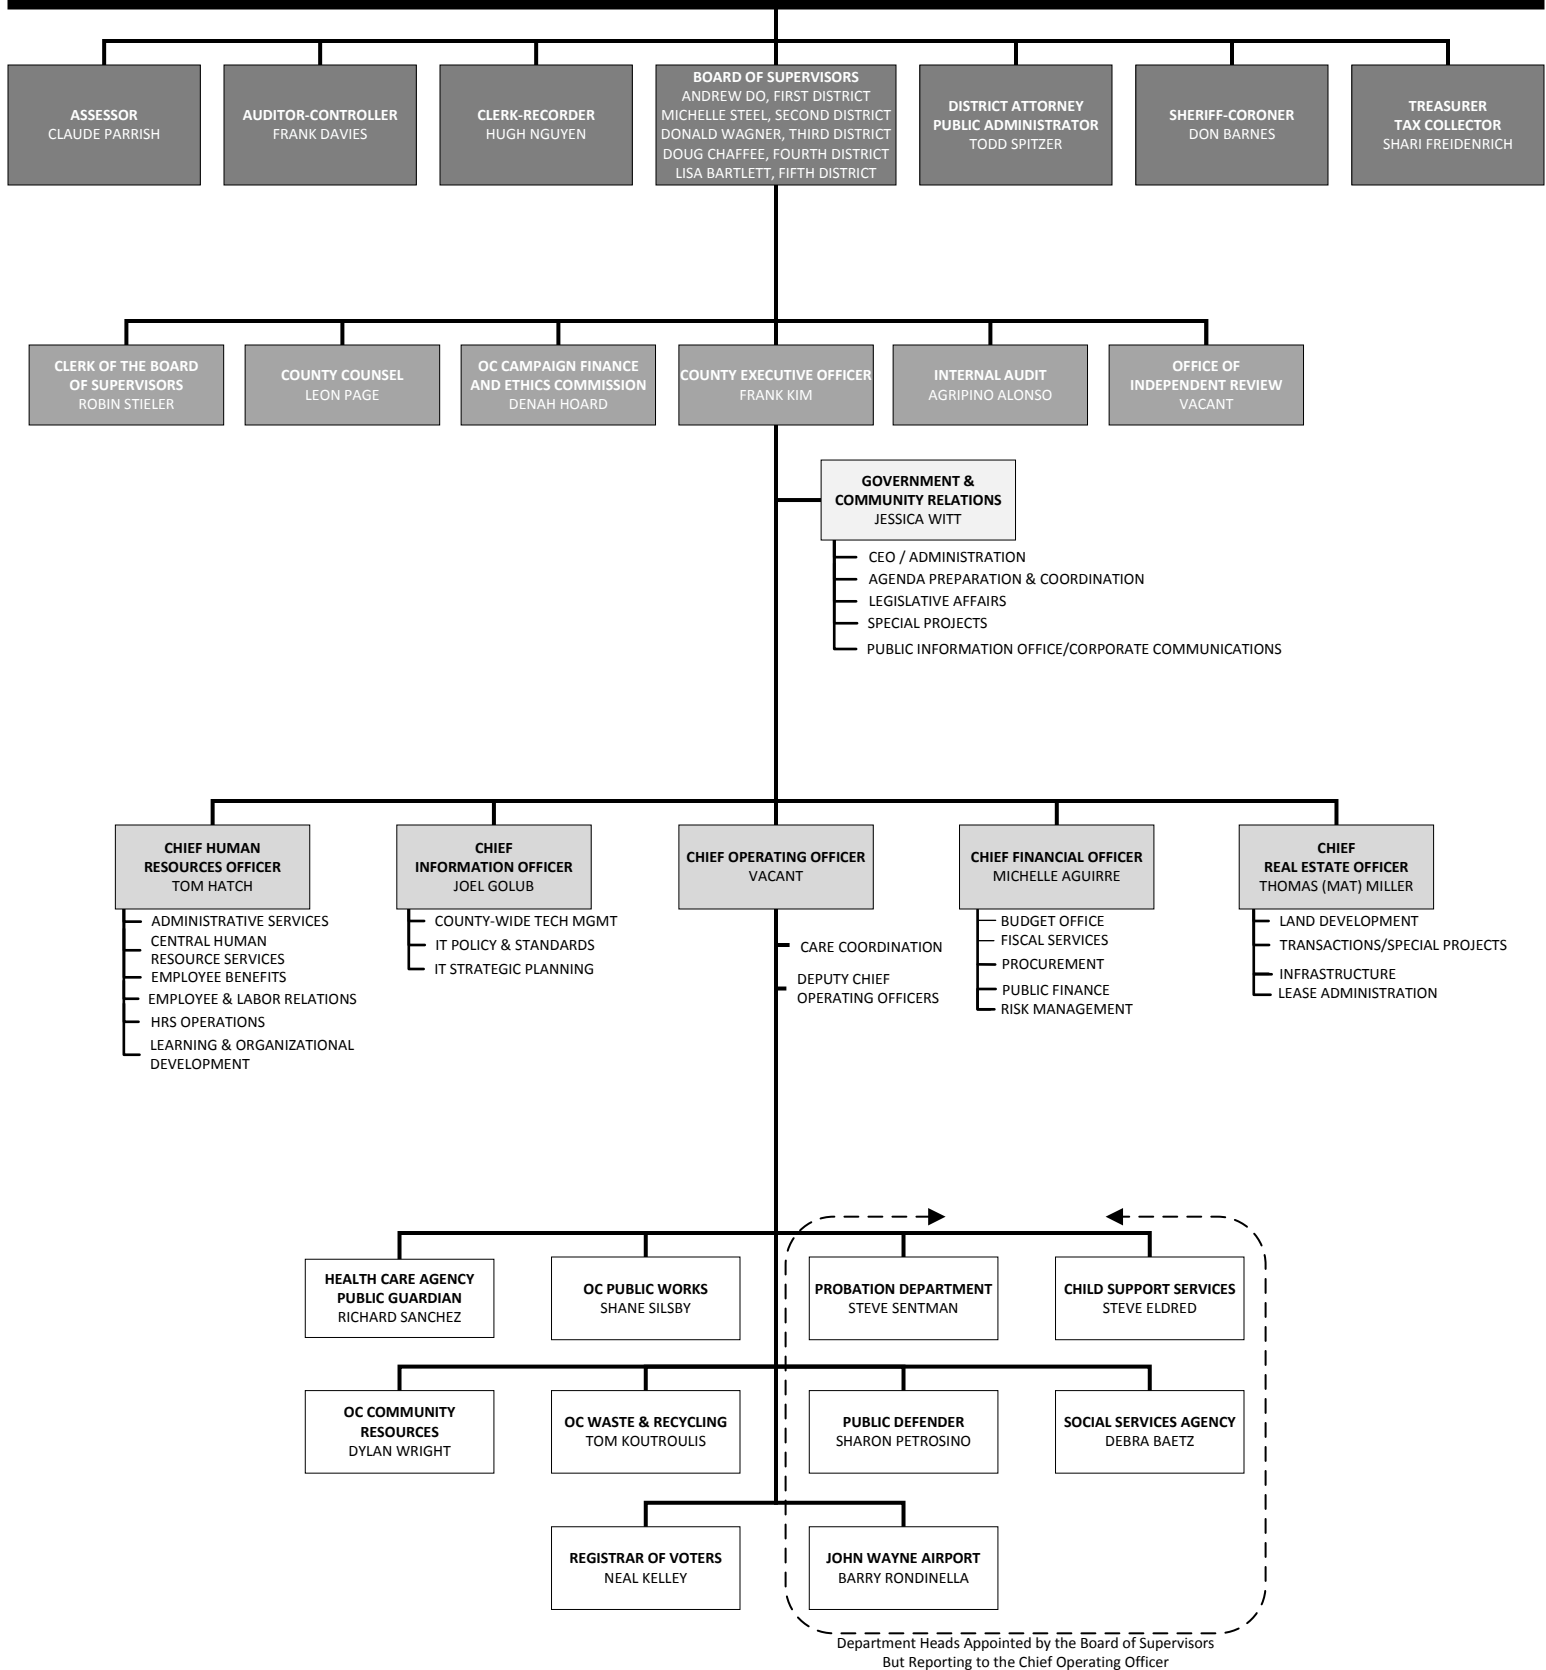 ASSESSOR
CLAUDE PARRISH
AUDITOR-CONTROLLER
FRANK DAVIES
CLERK-RECORDER
HUGH NGUYEN
BOARD OF SUPERVISORS
ANDREW DO, FIRST DISTRICT
MICHELLE STEEL, SECOND DISTRICT
DONALD WAGNER, THIRD DISTRICT
DOUG CHAFFEE, FOURTH DISTRICT
LISA BARTLETT, FIFTH DISTRICT
DISTRICT ATTORNEY
PUBLIC ADMINISTRATOR
TODD SPITZER
SHERIFF-CORONER
DON BARNES
TREASURER
TAX COLLECTOR
SHARI FREIDENRICH
CLERK OF THE BOARD
OF SUPERVISORS
ROBIN STIELER
COUNTY COUNSEL
LEON PAGE
OC CAMPAIGN FINANCE
AND ETHICS COMMISSION
DENAH HOARD
COUNTY EXECUTIVE OFFICER
FRANK KIM
INTERNAL AUDIT
AGRIPINO ALONSO
OFFICE OF
INDEPENDENT REVIEW
VACANT
GOVERNMENT &
COMMUNITY RELATIONS
JESSICA WITT
CEO / ADMINISTRATION
AGENDA PREPARATION & COORDINATION
LEGISLATIVE AFFAIRS
SPECIAL PROJECTS
PUBLIC INFORMATION OFFICE/CORPORATE COMMUNICATIONS
CHIEF HUMAN
RESOURCES OFFICER
TOM HATCH
ADMINISTRATIVE SERVICES
CENTRAL HUMAN
RESOURCE SERVICES
EMPLOYEE BENEFITS
EMPLOYEE & LABOR RELATIONS
HRS OPERATIONS
LEARNING & ORGANIZATIONAL
DEVELOPMENT
CHIEF
INFORMATION OFFICER
JOEL GOLUB
COUNTY-WIDE TECH MGMT
IT POLICY & STANDARDS
IT STRATEGIC PLANNING
CHIEF OPERATING OFFICER
VACANT
CARE COORDINATION
DEPUTY CHIEF
OPERATING OFFICERS
CHIEF FINANCIAL OFFICER
MICHELLE AGUIRRE
BUDGET OFFICE
FISCAL SERVICES
PROCUREMENT
PUBLIC FINANCE
RISK MANAGEMENT
CHIEF
REAL ESTATE OFFICER
THOMAS (MAT) MILLER
LAND DEVELOPMENT
TRANSACTIONS/SPECIAL PROJECTS
INFRASTRUCTURE
LEASE ADMINISTRATION
HEALTH CARE AGENCY
PUBLIC GUARDIAN
RICHARD SANCHEZ
OC PUBLIC WORKS
SHANE SILSBY
PROBATION DEPARTMENT
STEVE SENTMAN
CHILD SUPPORT SERVICES
STEVE ELDRED
OC COMMUNITY
RESOURCES
DYLAN WRIGHT
OC WASTE & RECYCLING
TOM KOUTROULIS
PUBLIC DEFENDER
SHARON PETROSINO
SOCIAL SERVICES AGENCY
DEBRA BAETZ
REGISTRAR OF VOTERS
NEAL KELLEY
JOHN WAYNE AIRPORT
BARRY RONDINELLA
Department Heads Appointed by the Board of Supervisors
But Reporting to the Chief Operating Officer